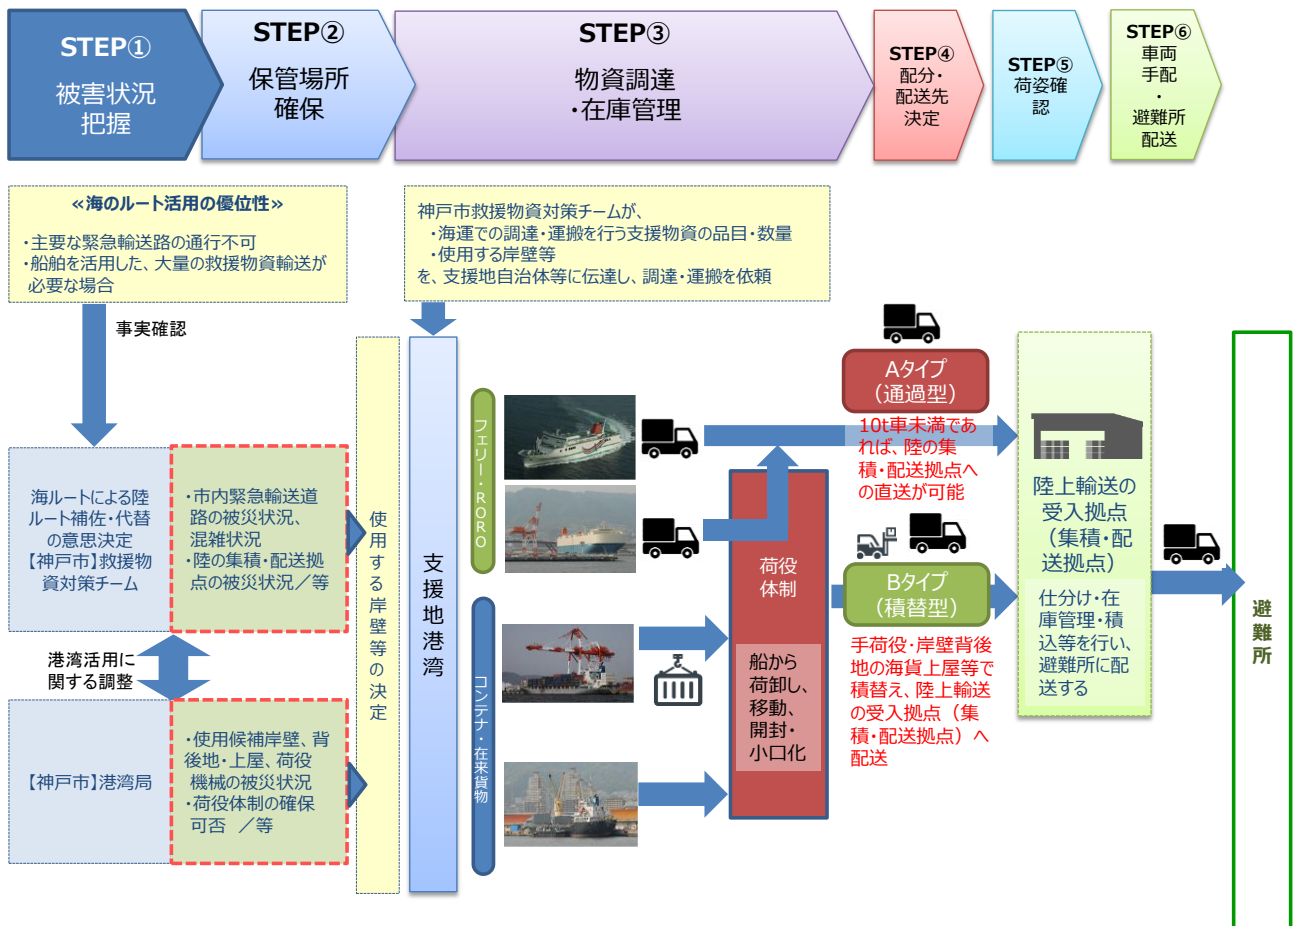 STEP①
被害状況
把握
STEP②
保管場所
確保
STEP③
物資調達
・在庫管理
STEP④
配分・
配送先
決定
STEP⑤
荷姿確
認
STEP⑥
車両
手配
・
避難所
配送
≪海のルート活用の優位性≫
・主要な緊急輸送路の通行不可
・船舶を活用した、大量の救援物資輸送が
必要な場合
神戸市救援物資対策チームが、
・海運での調達・運搬を行う支援物資の品目・数量
・使用する岸壁等
を、支援地自治体等に伝達し、調達・運搬を依頼
事実確認
海ルートによる陸
ルート補佐・代替
の意思決定
【神戸市】救援物
資対策チーム
・市内緊急輸送道
路の被災状況、
混雑状況
・陸の集積・配送拠
点の被災状況／等
港湾活用に
関する調整
【神戸市】港湾局
・使用候補岸壁、背
後地・上屋、荷役
機械の被災状況
・荷役体制の確保
可否　／等
使用する岸壁等の決定
支援地港湾
フェリー・RORO
コンテナ・在来貨物
荷役
体制
船から
荷卸し、
移動、
開封・
小口化
Aタイプ
（通過型）
10t車未満であ
れば、陸の集
積・配送拠点へ
の直送が可能
Bタイプ
（積替型）
手荷役・岸壁背後
地の海貨上屋等で
積替え、陸上輸送
の受入拠点（集
積・配送拠点）へ
配送
陸上輸送の
受入拠点
（集積・配
送拠点）
仕分け・在
庫管理・積
込等を行い、
避難所に配
送する
避難所